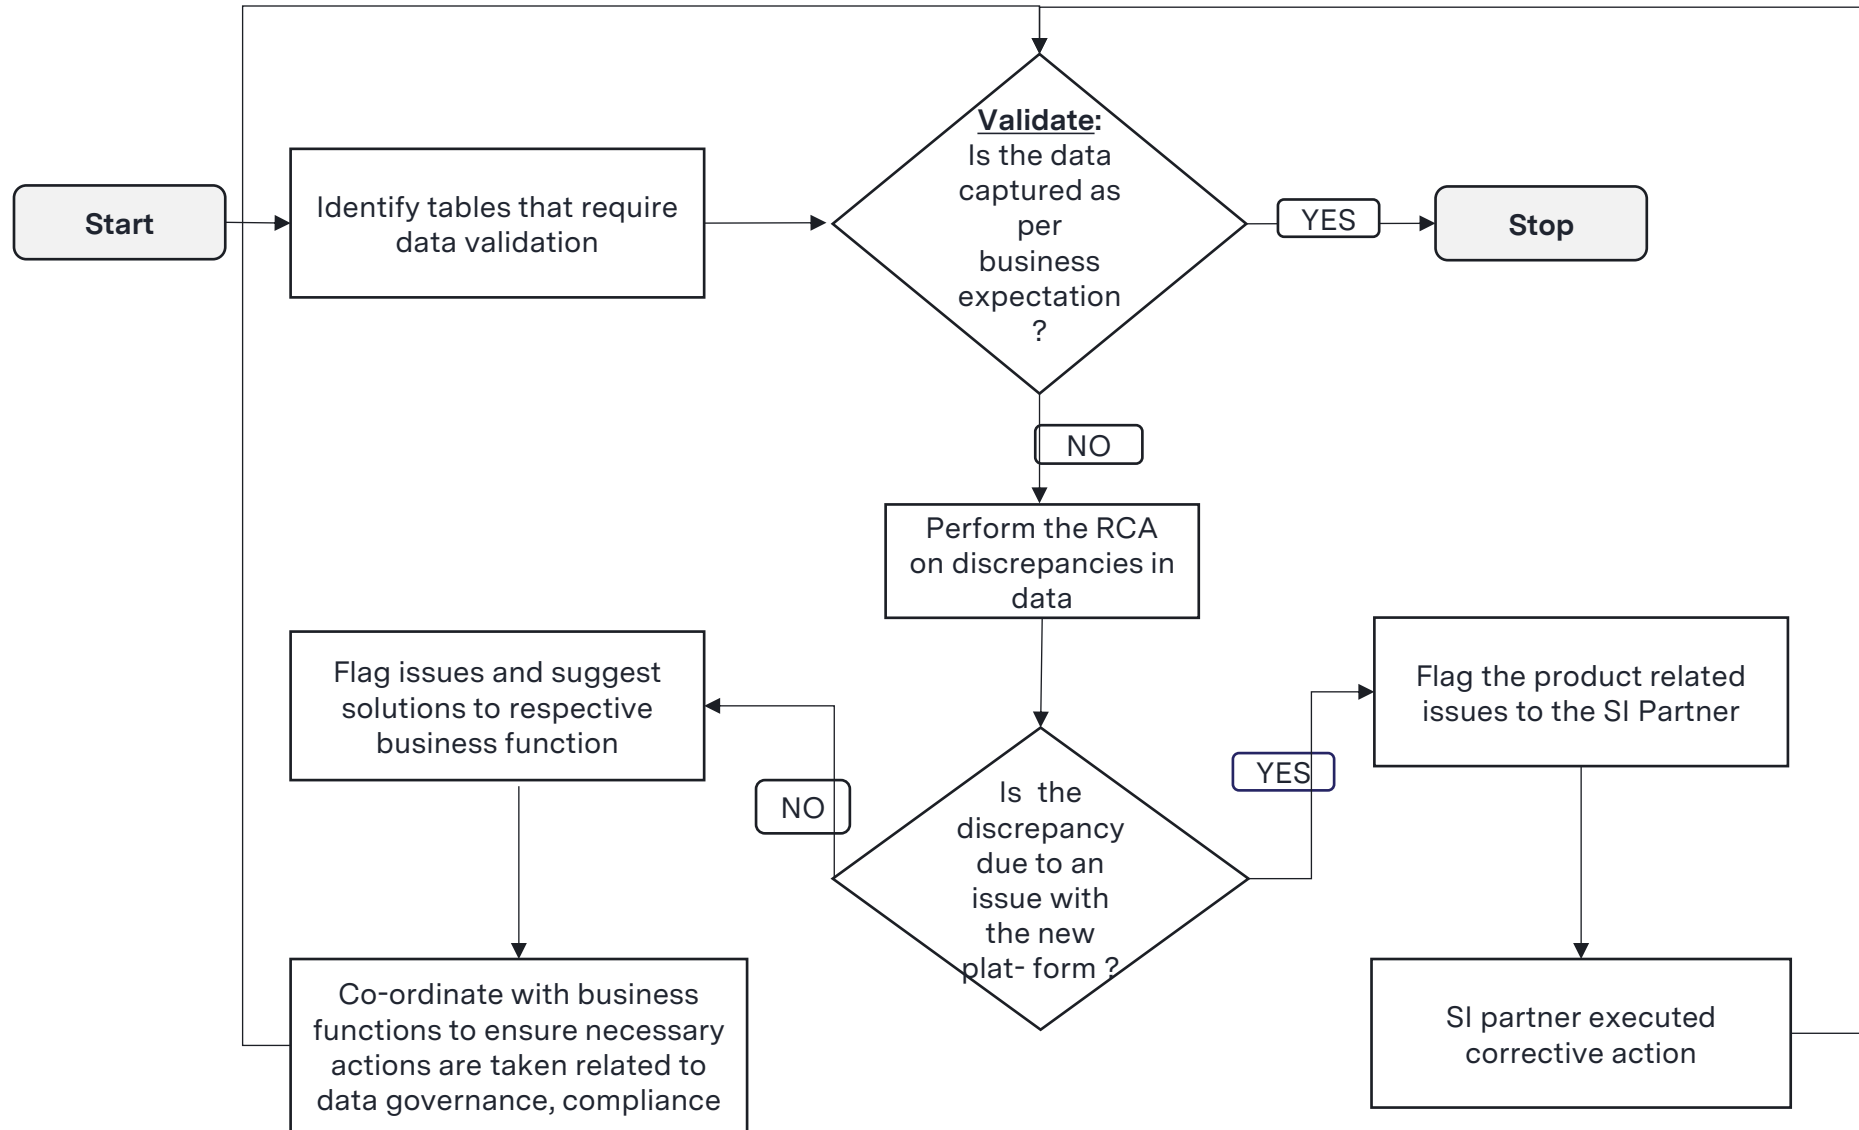 Start
Identify tables that require
data validation
Validate:
Is the data
captured as
per
business
expectation
?
YES
Stop
NO
Perform the RCA
on discrepancies in
data
Flag issues and suggest
solutions to respective
business function
NO
Is the
discrepancy
due to an
issue with
the new
plat- form ?
YES
Flag the product related
issues to the SI Partner
Co-ordinate with business
functions to ensure necessary
actions are taken related to
data governance, compliance
SI partner executed
corrective action